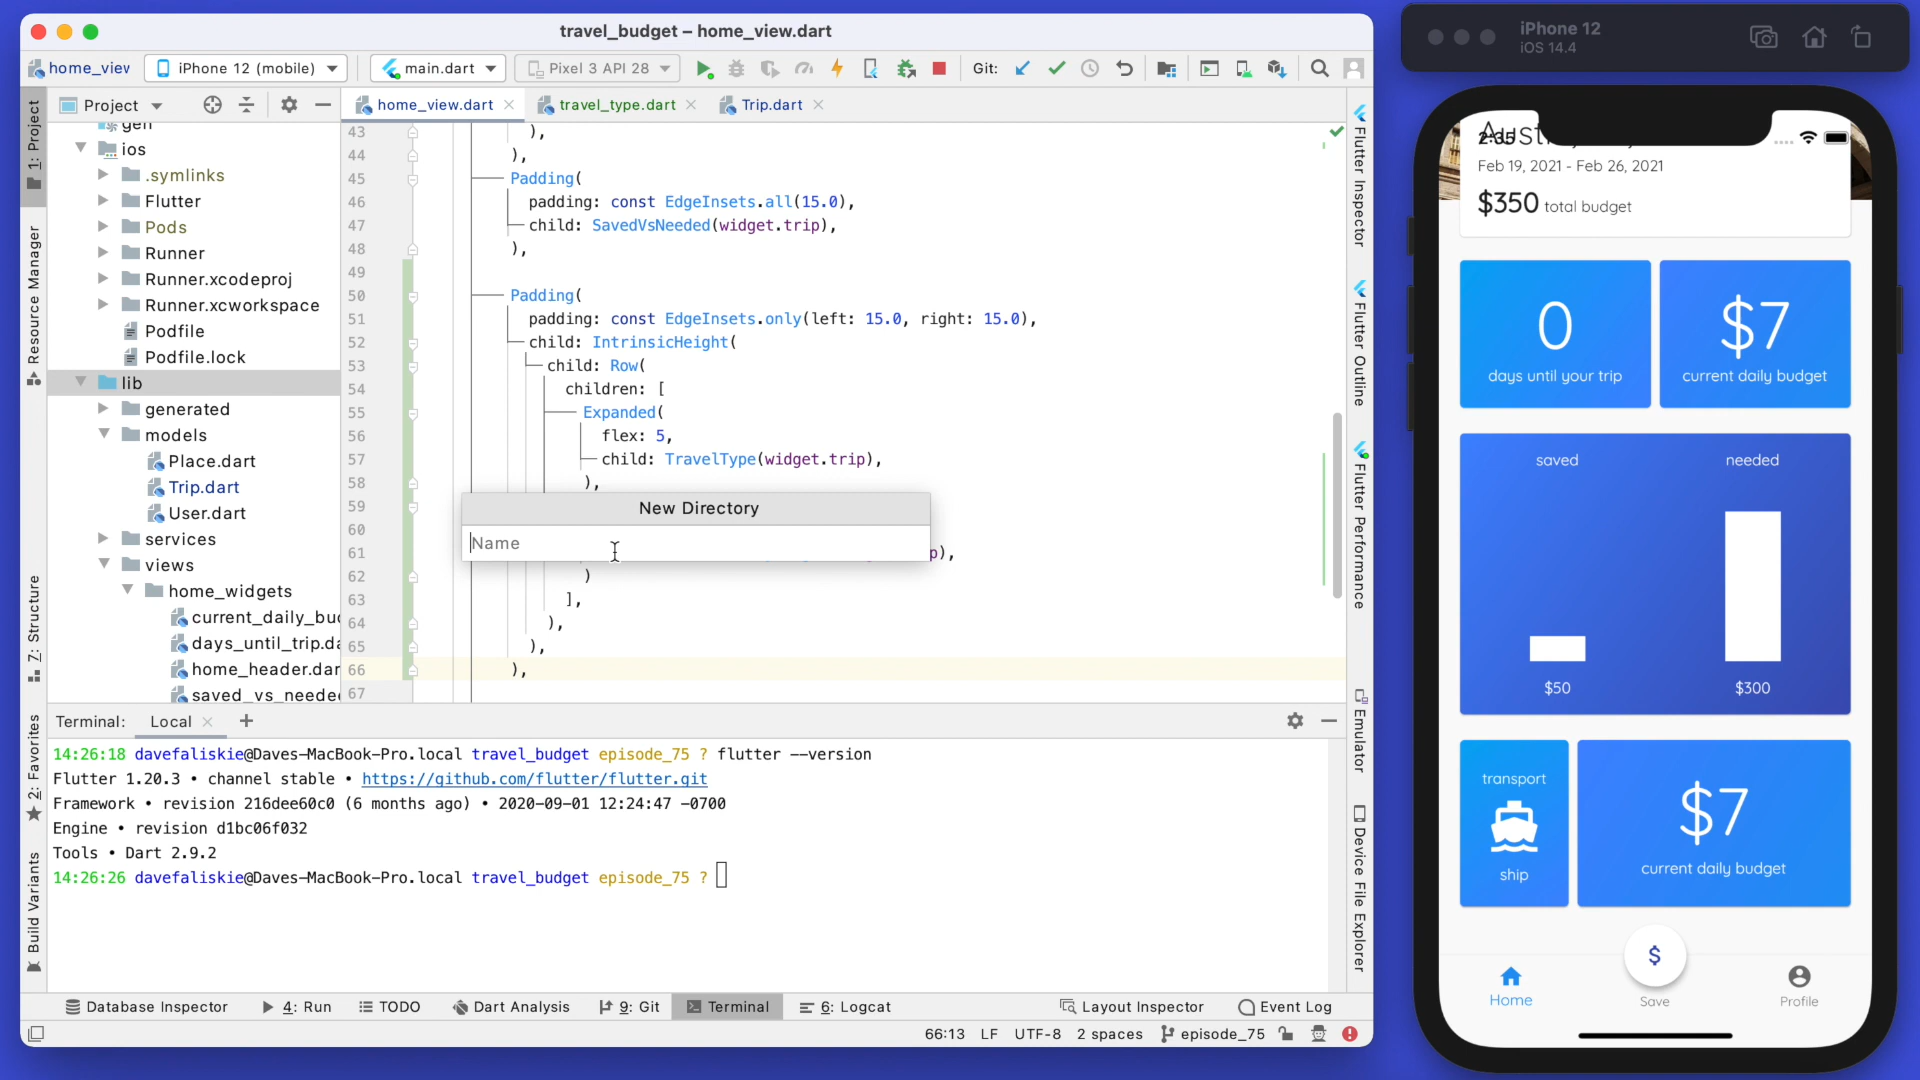 travel_budget – home_view.dart
home_view
iPhone 12 (mobile)
main.dart
Pixel 3 API 28
Git:
1: Project
Resource Manager
7: Structure
2: Favorites
Build Variants
Project
gen
ios
.symlinks
Flutter
Pods
Runner
Runner.xcodeproj
Runner.xcworkspace
Podfile
Podfile.lock
lib
generated
models
Place.dart
Trip.dart
User.dart
services
views
home_widgets
current_daily_bu
days_until_trip.da
home_header.dar
saved_vs_neede
home_view.dart
travel_type.dart
Trip.dart
43 ),
44 ),
45 Padding(
46 padding: const EdgeInsets.all(15.0),
47 child: SavedVsNeeded(widget.trip),
48 ),
49
50 Padding(
51 padding: const EdgeInsets.only(left: 15.0, right: 15.0),
52 child: IntrinsicHeight(
53 child: Row(
54 children: [
55 Expanded(
56 flex: 5,
57 child: TravelType(widget.trip),
58 ),
59
60
61 p),
62 )
63 ],
64 ),
65 ),
66 ),
67
New Directory
Name
Flutter Inspector
Flutter Outline
Flutter Performance
Emulator
Device File Explorer
Terminal:
Local
14:26:18 davefaliskie@Daves-MacBook-Pro.local travel_budget episode_75 ? flutter --version
Flutter 1.20.3 • channel stable • https://github.com/flutter/flutter.git
Framework • revision 216dee60c0 (6 months ago) • 2020-09-01 12:24:47 -0700
Engine • revision d1bc06f032
Tools • Dart 2.9.2
14:26:26 davefaliskie@Daves-MacBook-Pro.local travel_budget episode_75 ?
Database Inspector
4: Run
TODO
Dart Analysis
9: Git
Terminal
6: Logcat
Layout Inspector
Event Log
66:13
LF
UTF-8
2 spaces
episode_75
iPhone 12
iOS 14.4
2:35
Feb 19, 2021 - Feb 26, 2021
$350 total budget
0
days until your trip
$7
current daily budget
saved
needed
$50
$300
transport
ship
$7
current daily budget
$
Home
Save
Profile